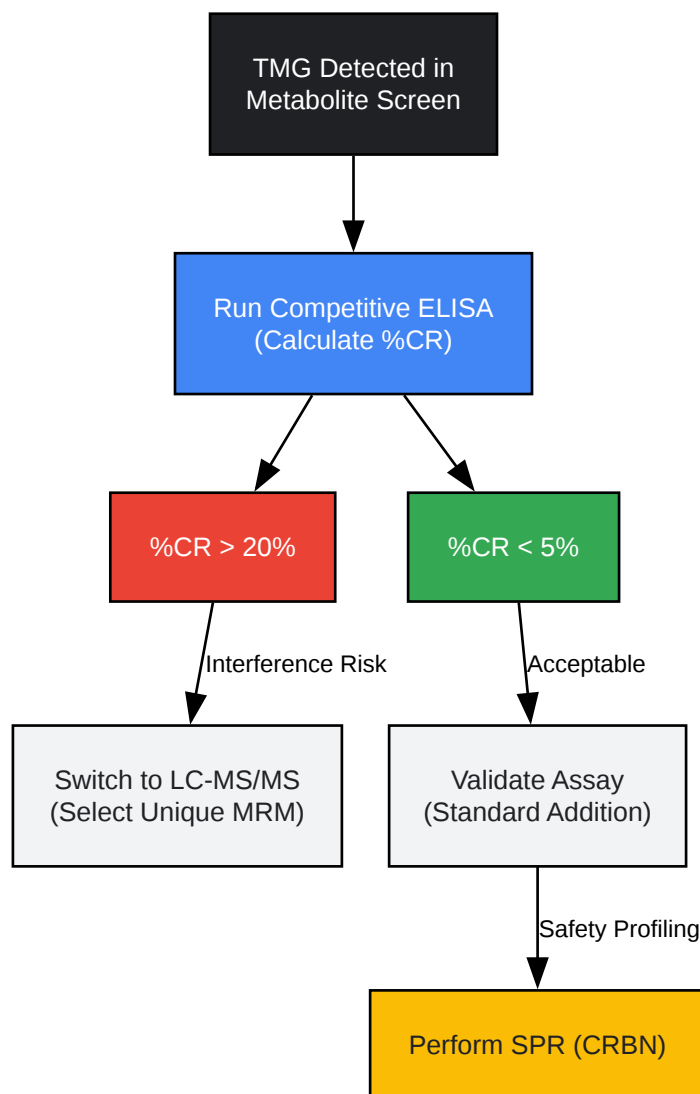 TMG Detected in
Metabolite Screen
Run Competitive ELISA
(Calculate %CR)
%CR > 20%
%CR < 5%
Interference Risk
Acceptable
Switch to LC-MS/MS
(Select Unique MRM)
Validate Assay
(Standard Addition)
Safety Profiling
Perform SPR (CRBN)